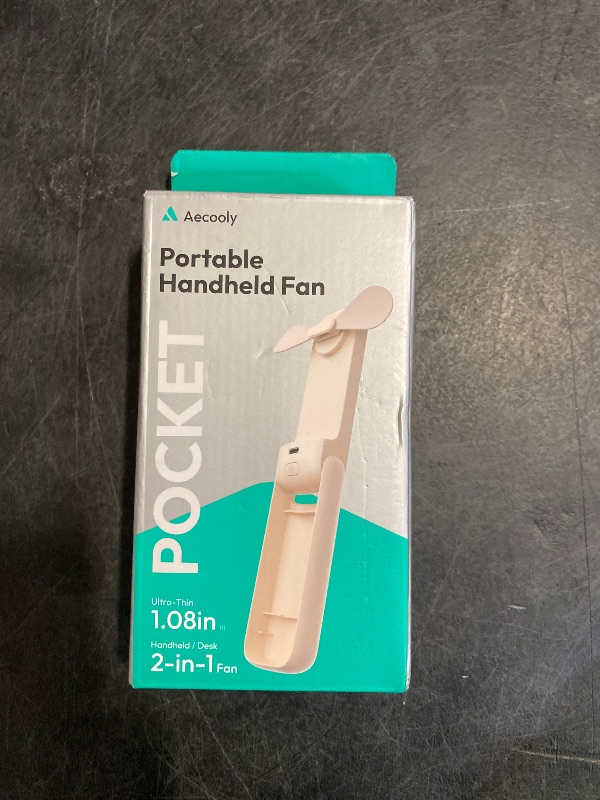 Aecooly
Portable
Handheld Fan
POCKET
Ultra-Thin
1.08in
Handheld / Desk
2-in-1 Fan